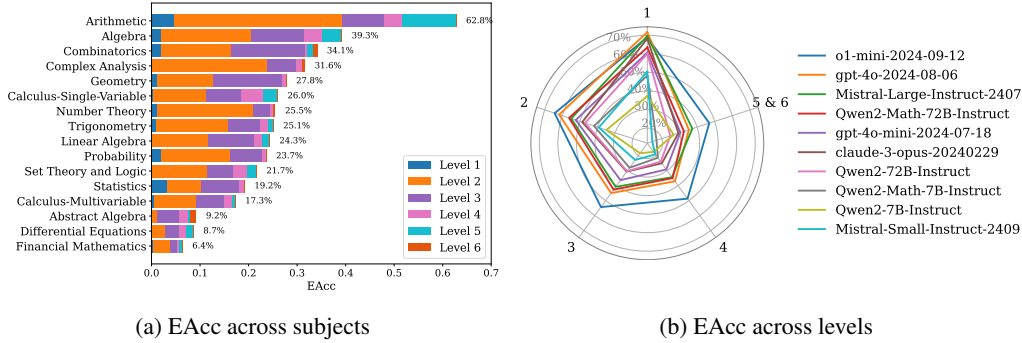 Arithmetic
62.8%
Algebra
39.3%
Combinatorics
34.1%
Complex Analysis
31.6%
Geometry
27.8%
Calculus-Single-Variable
26.0%
Number Theory
25.5%
Trigonometry
25.1%
Linear Algebra
24.3%
Probability
23.7%
Set Theory and Logic
21.7%
Statistics
19.2%
Calculus-Multivariable
17.3%
Abstract Algebra
9.2%
Differential Equations
8.7%
Financial Mathematics
6.4%
Level 1
Level 2
Level 3
Level 4
Level 5
Level 6
0.0 0.1 0.2 0.3 0.4 0.5 0.6 0.7
EAcc
(a) EAcc across subjects
1
70%
2
5 & 6
3
4
o1-mini-2024-09-12
gpt-4o-2024-08-06
Mistral-Large-Instruct-2407
Qwen2-Math-72B-Instruct
gpt-4o-mini-2024-07-18
claude-3-opus-20240229
Qwen2-72B-Instruct
Qwen2-Math-7B-Instruct
Qwen2-7B-Instruct
Mistral-Small-Instruct-2409
(b) EAcc across levels